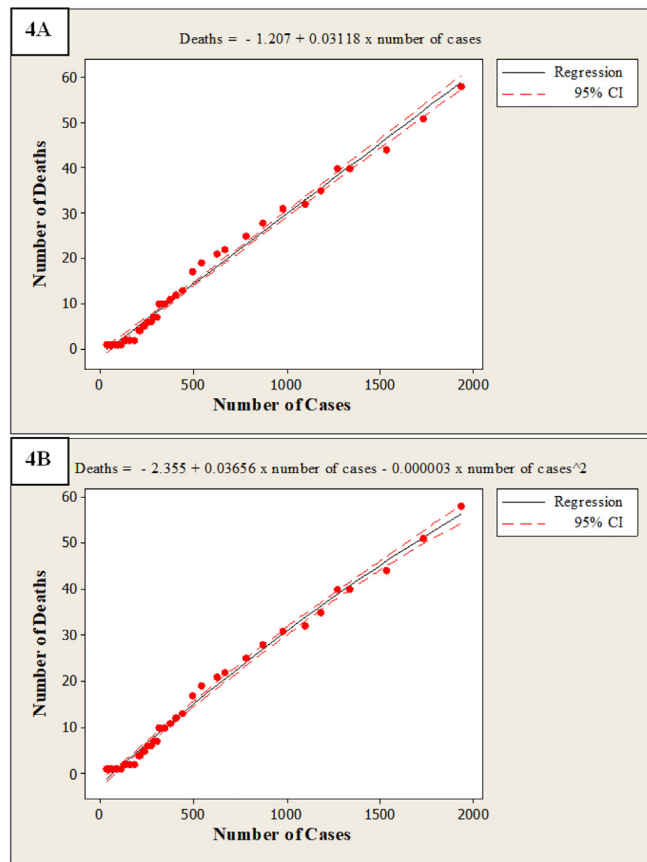 4A
Deaths = - 1.207 + 0.03118 x number of cases
Regression
95% CI
60
50
40
30
20
10
0
Number of Deaths
0 500 1000 1500 2000
Number of Cases
4B
Deaths = - 2.355 + 0.03656 x number of cases - 0.000003 x number of cases^2
Regression
95% CI
60
50
40
30
20
10
0
Number of Deaths
0 500 1000 1500 2000
Number of Cases